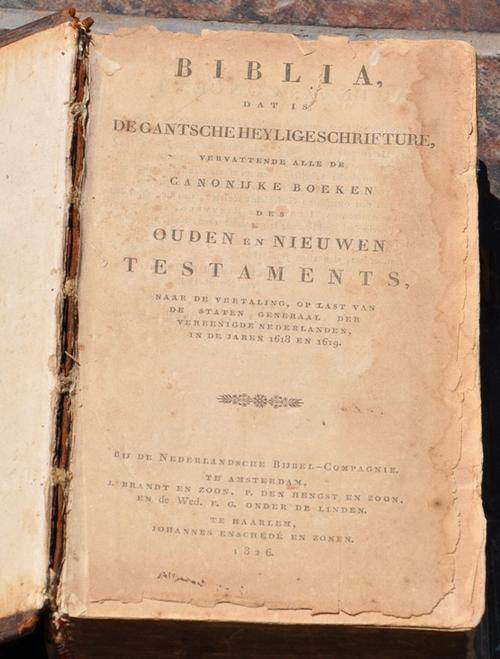 BIBLIA,
DAT IS
DE GANTSCHE HEYLIGE SCHRIFTURE,
VERVATTENDE ALLE DE
CANONIJKE BOEKEN
DES
OUDEN EN NIEUWEN
TESTAMENTS,
NAAR DE VERTALING, OP LAST VAN
DE STATEN GENERAAL DER
VEREENIGDE NEDERLANDEN,
IN DE JAREN 1618 EN 1619.
BIJ DE NEDERLANDSCHE BIJBEL-COMPAGNIE.
TE AMSTERDAM,
J. BRANDT EN ZOON, P. DEN HENGST EN ZOON,
EN de Wed. F. G. ONDER DE LINDEN.
TE HAARLEM,
JOHANNES ENSCHEDÉ EN ZONEN.
1826.